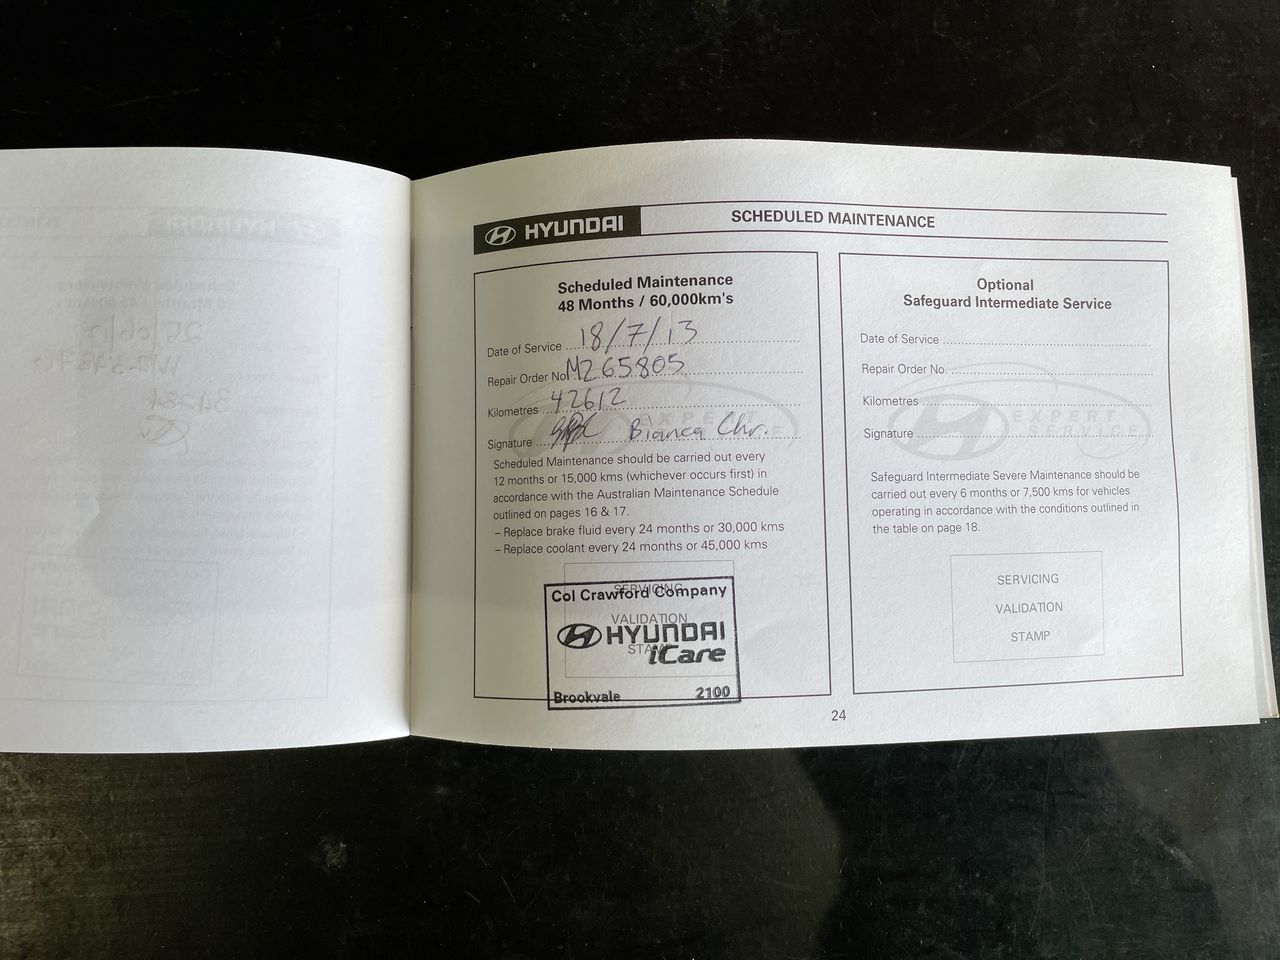 HYUNDAI
SCHEDULED MAINTENANCE
Scheduled Maintenance
48 Months / 60,000km's
Date of Service 18/7/13
Repair Order No MZ65805
Kilometres 42612
Signature Bianca Chr.
Scheduled Maintenance should be carried out every
12 months or 15,000 kms (whichever occurs first) in
accordance with the Australian Maintenance Schedule
outlined on pages 16 & 17.
– Replace brake fluid every 24 months or 30,000 kms
– Replace coolant every 24 months or 45,000 kms
SERVICING
VALIDATION
STAMP
Col Crawford Company
HYUNDAI
iCare
Brookvale 2100
Optional
Safeguard Intermediate Service
Date of Service
Repair Order No.
Kilometres
Signature
EXPERT
SERVICE
Safeguard Intermediate Severe Maintenance should be
carried out every 6 months or 7,500 kms for vehicles
operating in accordance with the conditions outlined in
the table on page 18.
SERVICING
VALIDATION
STAMP
24